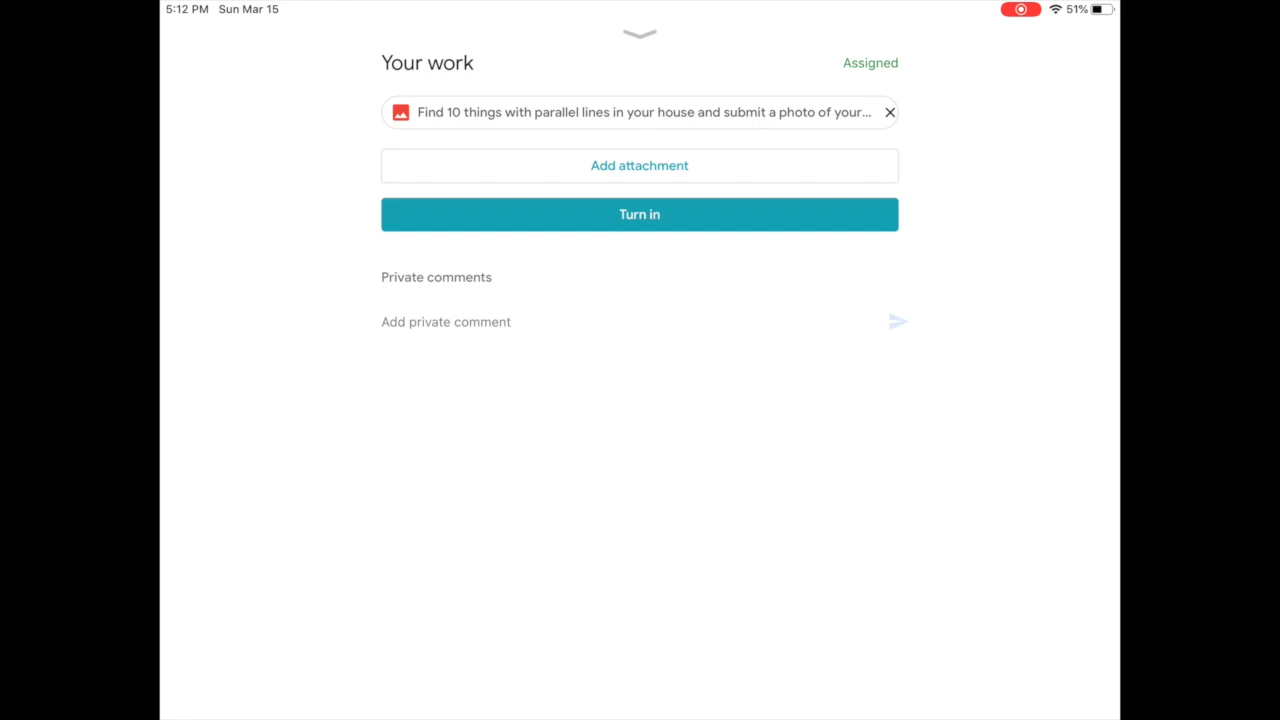 5:12 PM Sun Mar 15
51%
Your work
Assigned
Find 10 things with parallel lines in your house and submit a photo of your...
Add attachment
Turn in
Private comments
Add private comment